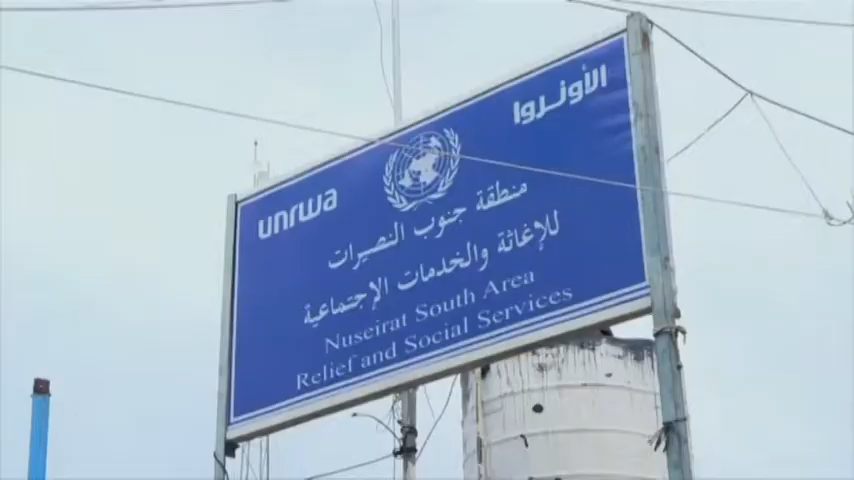 unrwa الأونروا
منطقة جنوب النصيرات
للإغاثة والخدمات الإجتماعية
Nuseirat South Area
Relief and Social Services